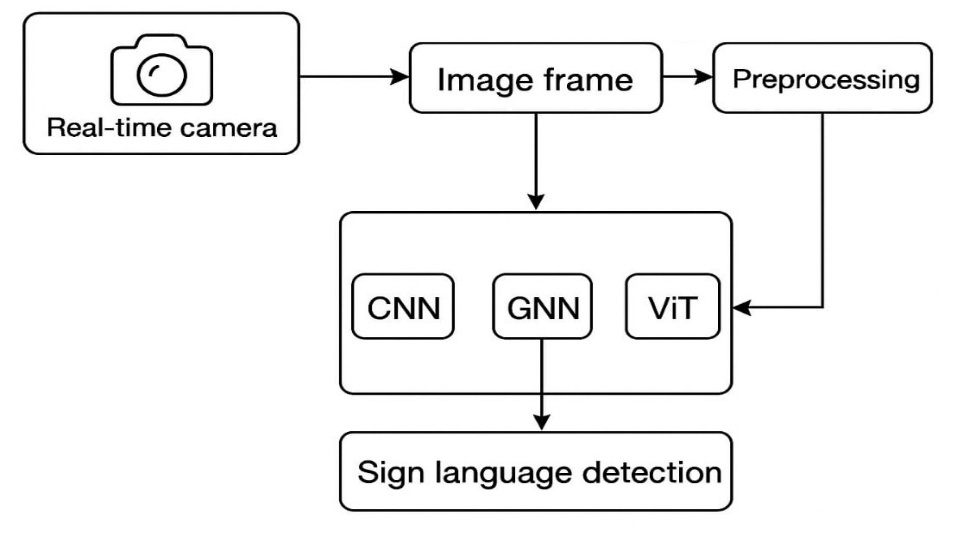 Real-time camera
Image frame
Preprocessing
CNN
GNN
ViT
Sign language detection